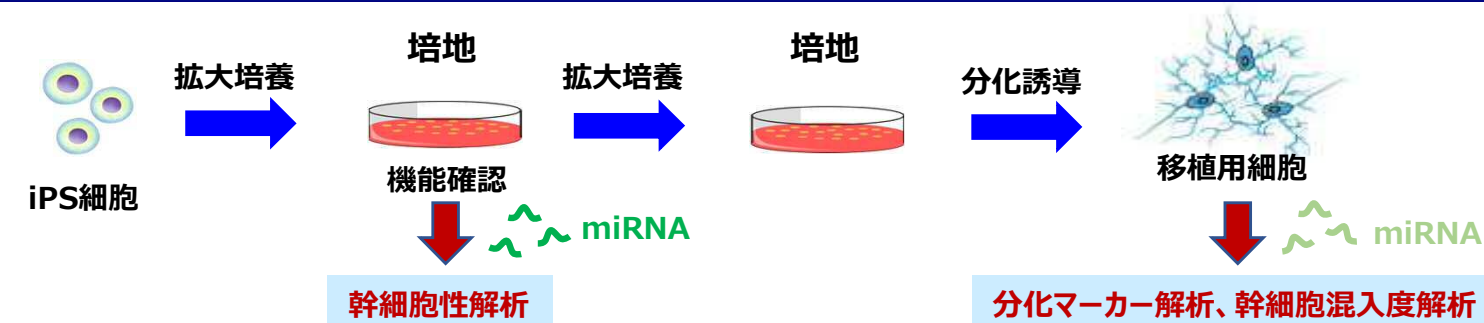 培地
培地
拡大培養
拡大培養
分化誘導
iPS細胞
機能確認
移植用細胞
miRNA
miRNA
幹細胞性解析
分化マーカー解析、幹細胞混入度解析